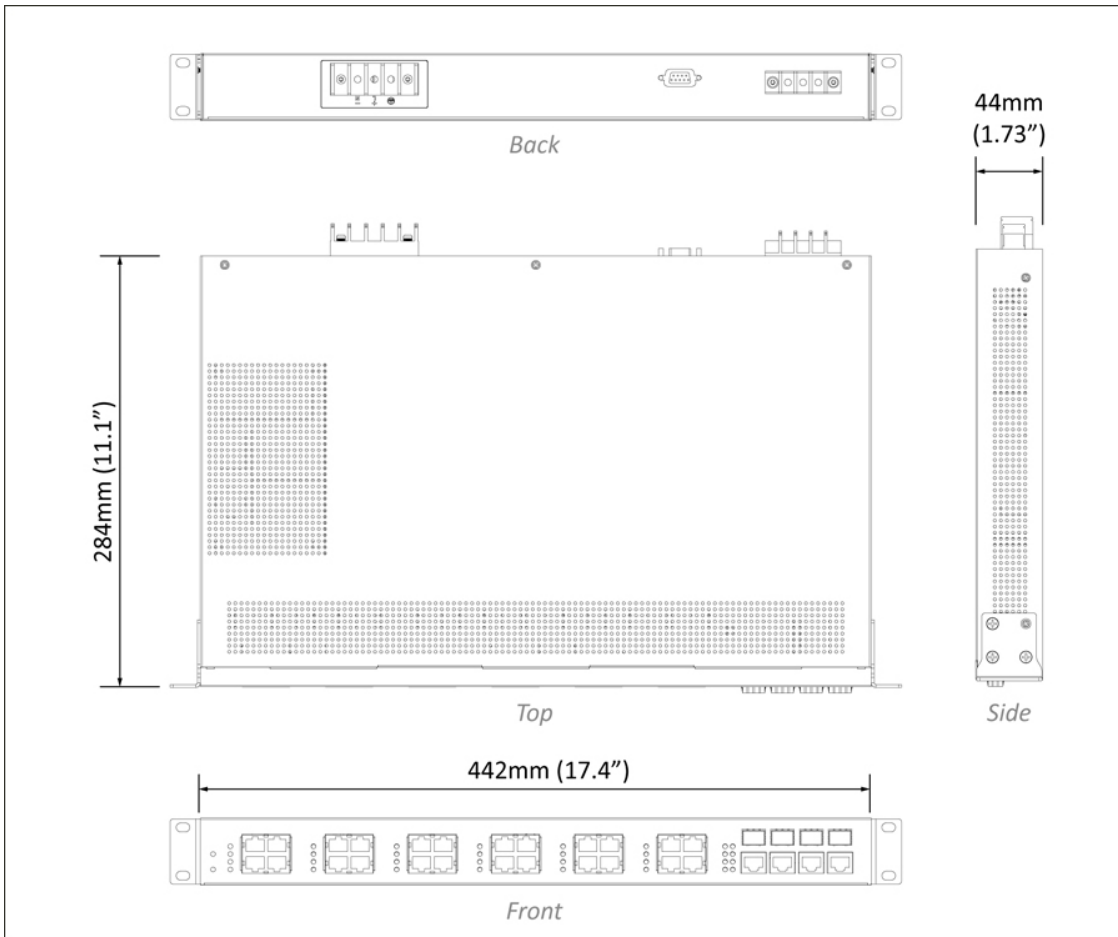 Back
44mm
(1.73”)
284mm (11.1”)
Top
Side
442mm (17.4”)
Front